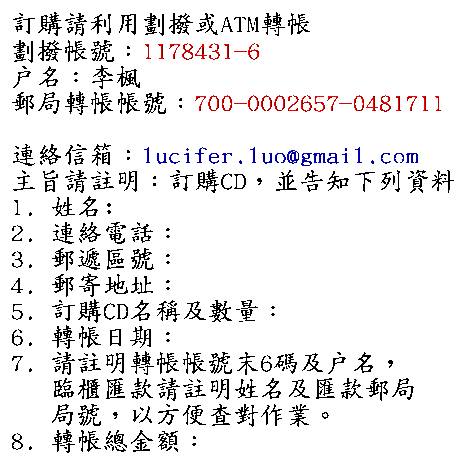 訂購請利用劃撥或ATM轉帳
劃撥帳號：1178431-6
户名：李楓
郵局轉帳帳號：700-0002657-0481711
連絡信箱：lucifer.luo@gmail.com
主旨請註明：訂購CD，並告知下列資料
1. 姓名:
2. 連絡電話：
3. 郵遞區號：
4. 郵寄地址：
5. 訂購CD名稱及數量：
6. 轉帳日期：
7. 請註明轉帳帳號末6碼及户名，
臨櫃匯款請註明姓名及匯款郵局
局號，以方便查對作業。
8. 轉帳總金額：